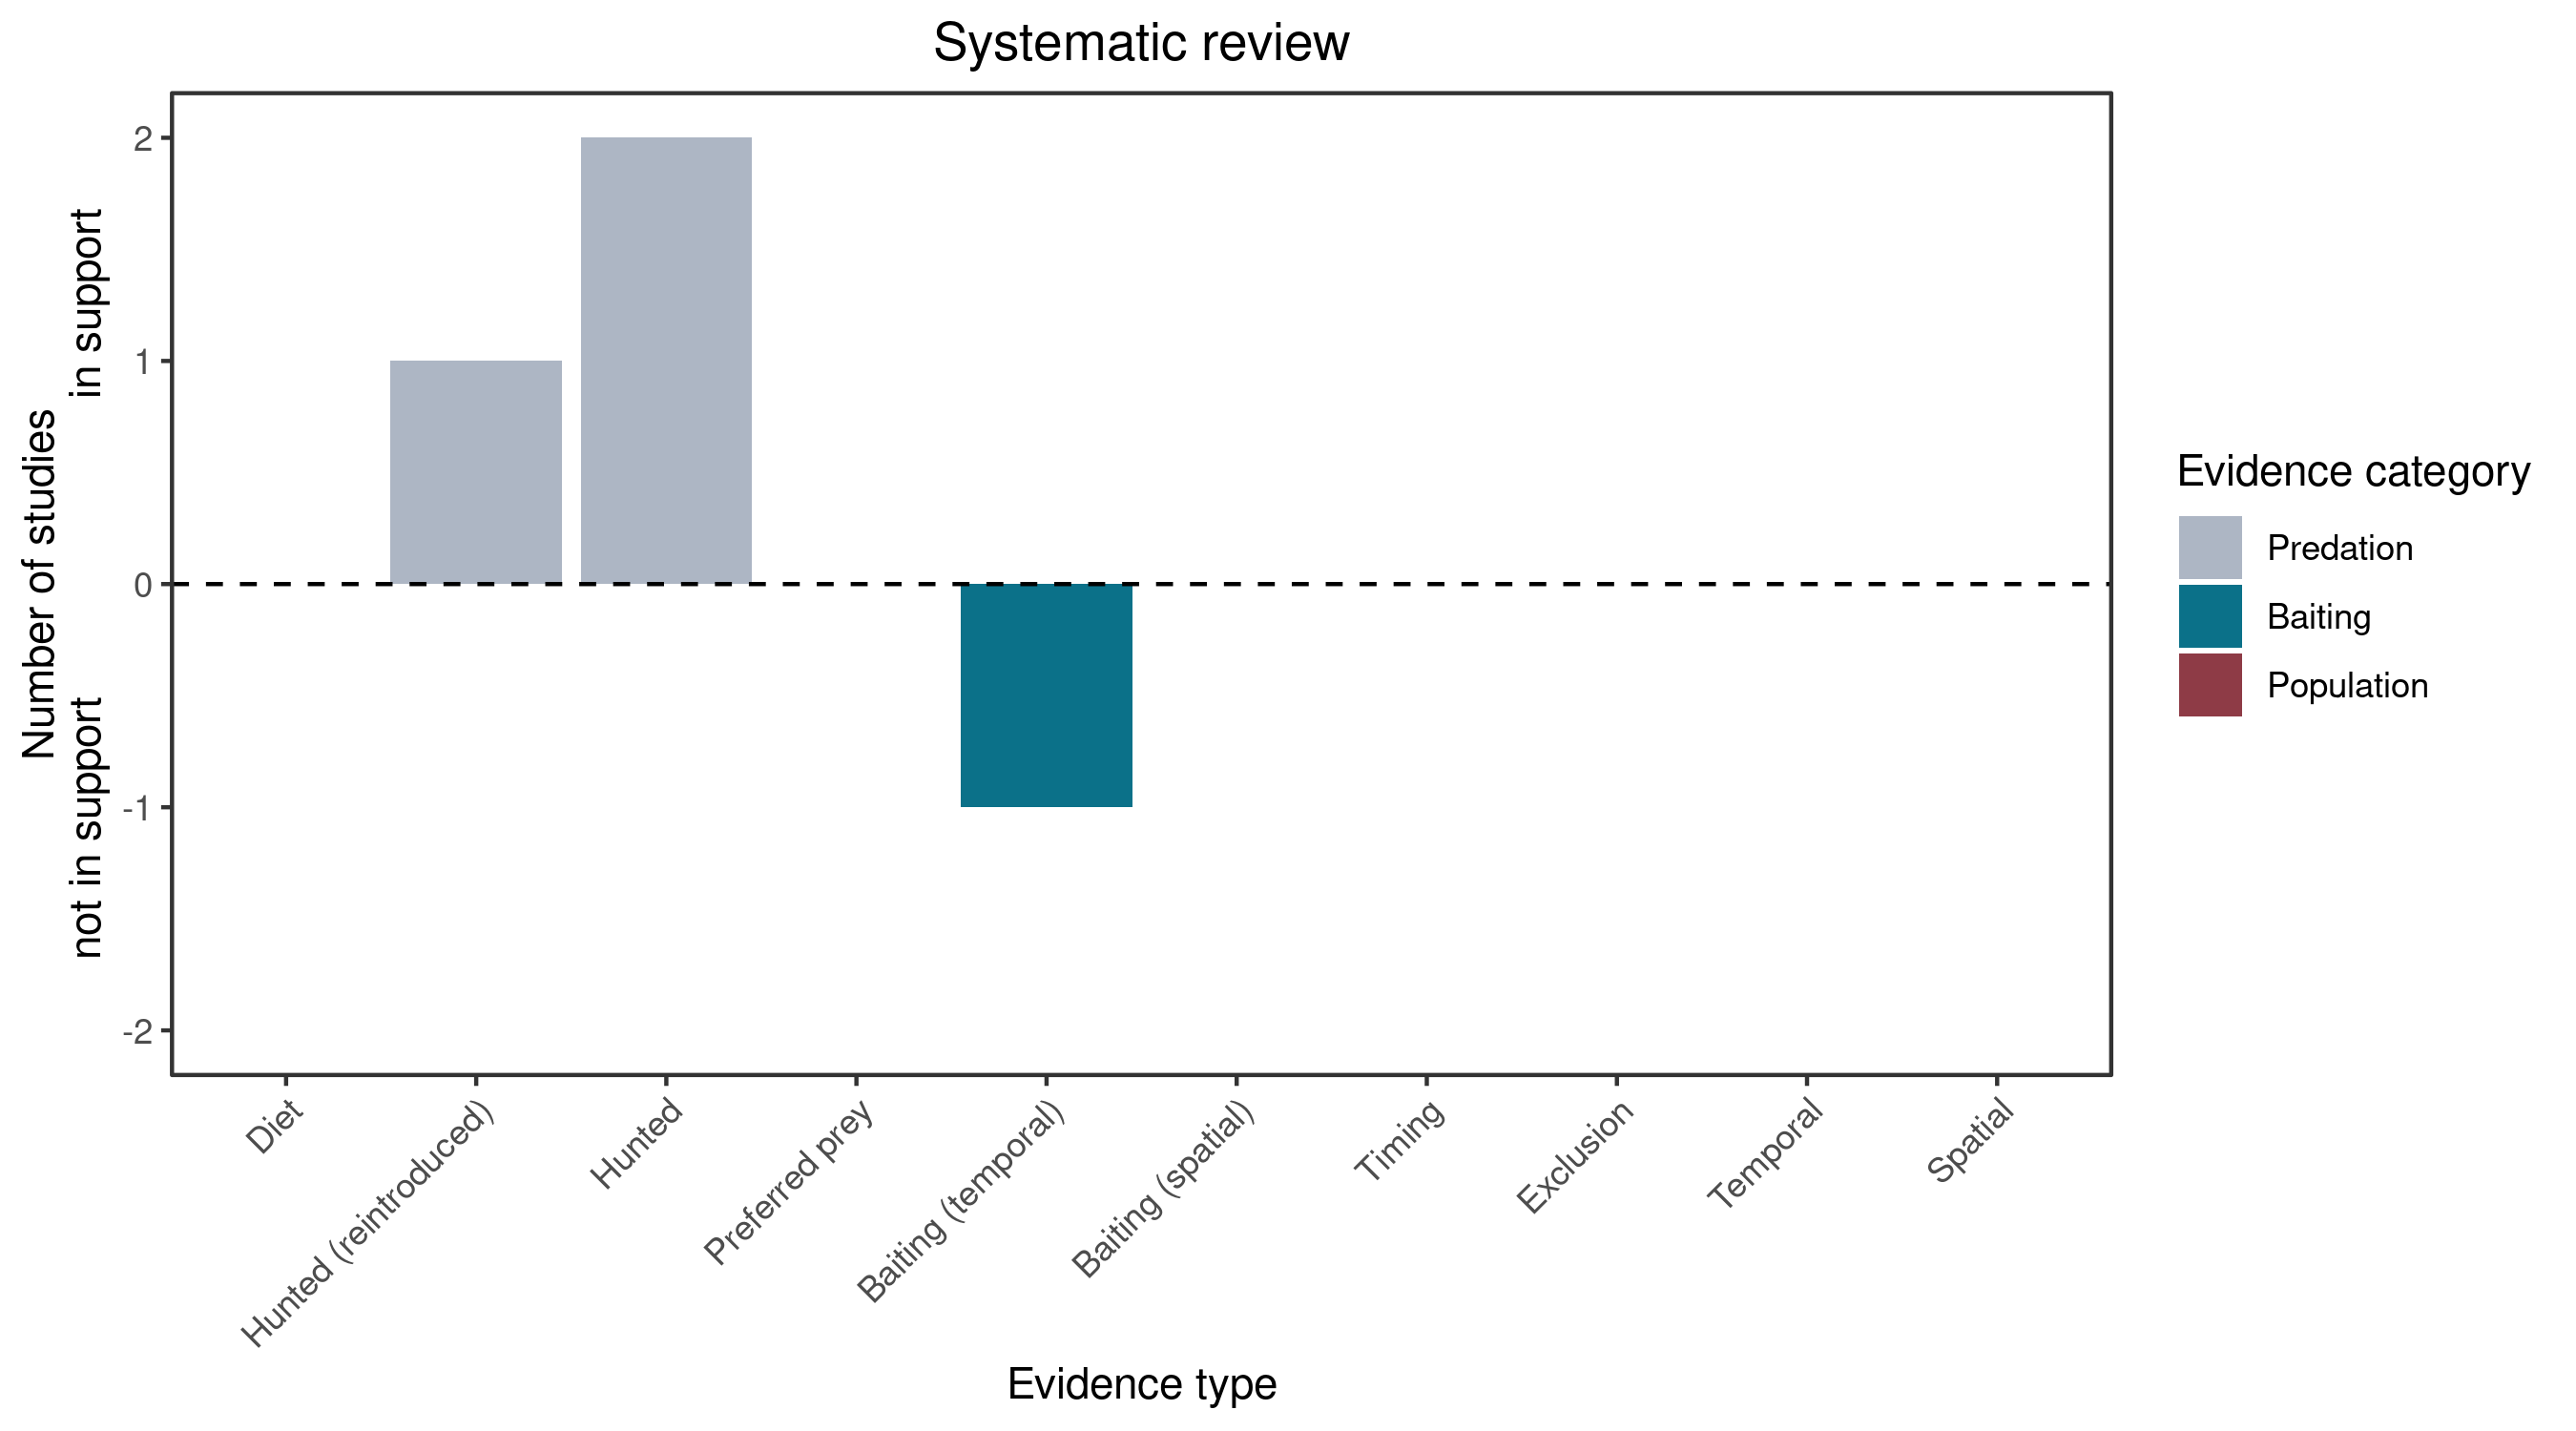 Systematic review
Number of studies
in support
not in support
2
1
0
-1
-2
Diet
Hunted (reintroduced)
Hunted
Preferred prey
Baiting (temporal)
Baiting (spatial)
Timing
Exclusion
Temporal
Spatial
Evidence type
Evidence category
Predation
Baiting
Population